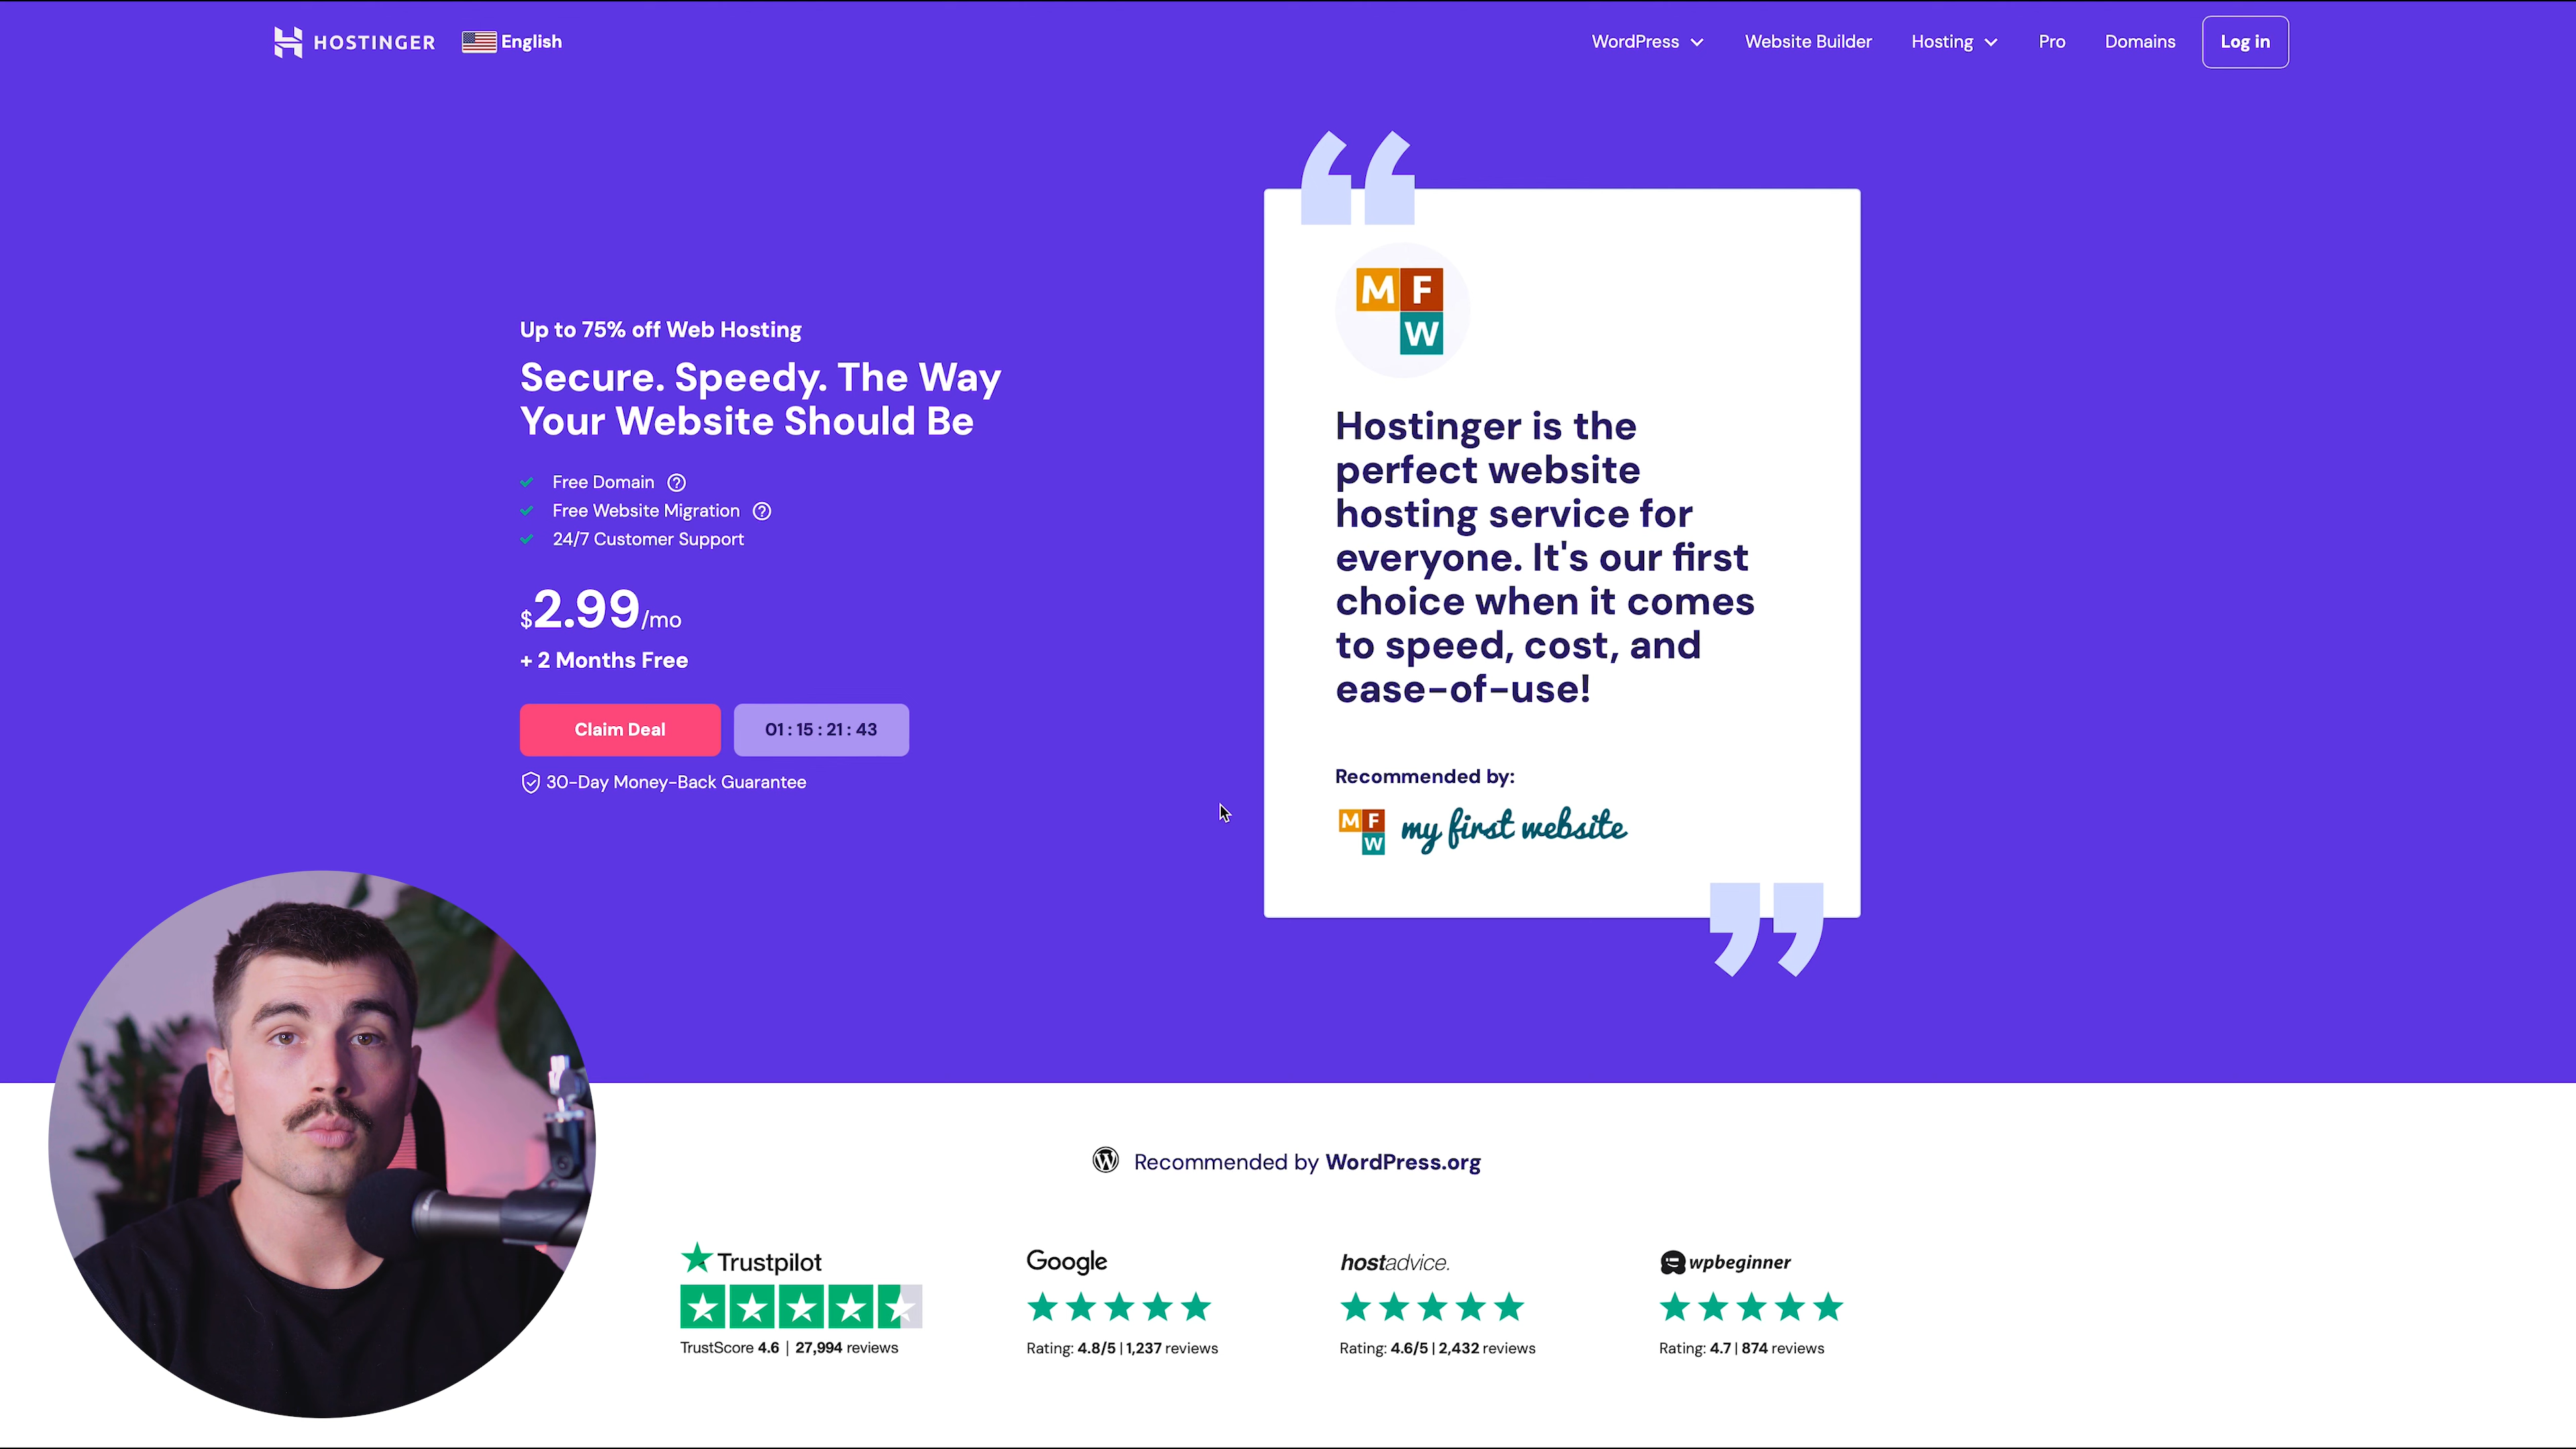 HOSTINGER English WordPress Website Builder Hosting Pro Domains Log in
Up to 75% off Web Hosting
Secure. Speedy. The Way
Your Website Should Be
Free Domain
Free Website Migration
24/7 Customer Support
$2.99/mo
+ 2 Months Free
Claim Deal 01 : 15 : 21 : 43
30-Day Money-Back Guarantee
M F
W
Hostinger is the
perfect website
hosting service for
everyone. It's our first
choice when it comes
to speed, cost, and
ease-of-use!
Recommended by:
M F
W
my first website
Recommended by WordPress.org
Trustpilot
TrustScore 4.6 | 27,994 reviews
Google
Rating: 4.8/5 | 1,237 reviews
hostadvice.
Rating: 4.6/5 | 2,432 reviews
wpbeginner
Rating: 4.7 | 874 reviews